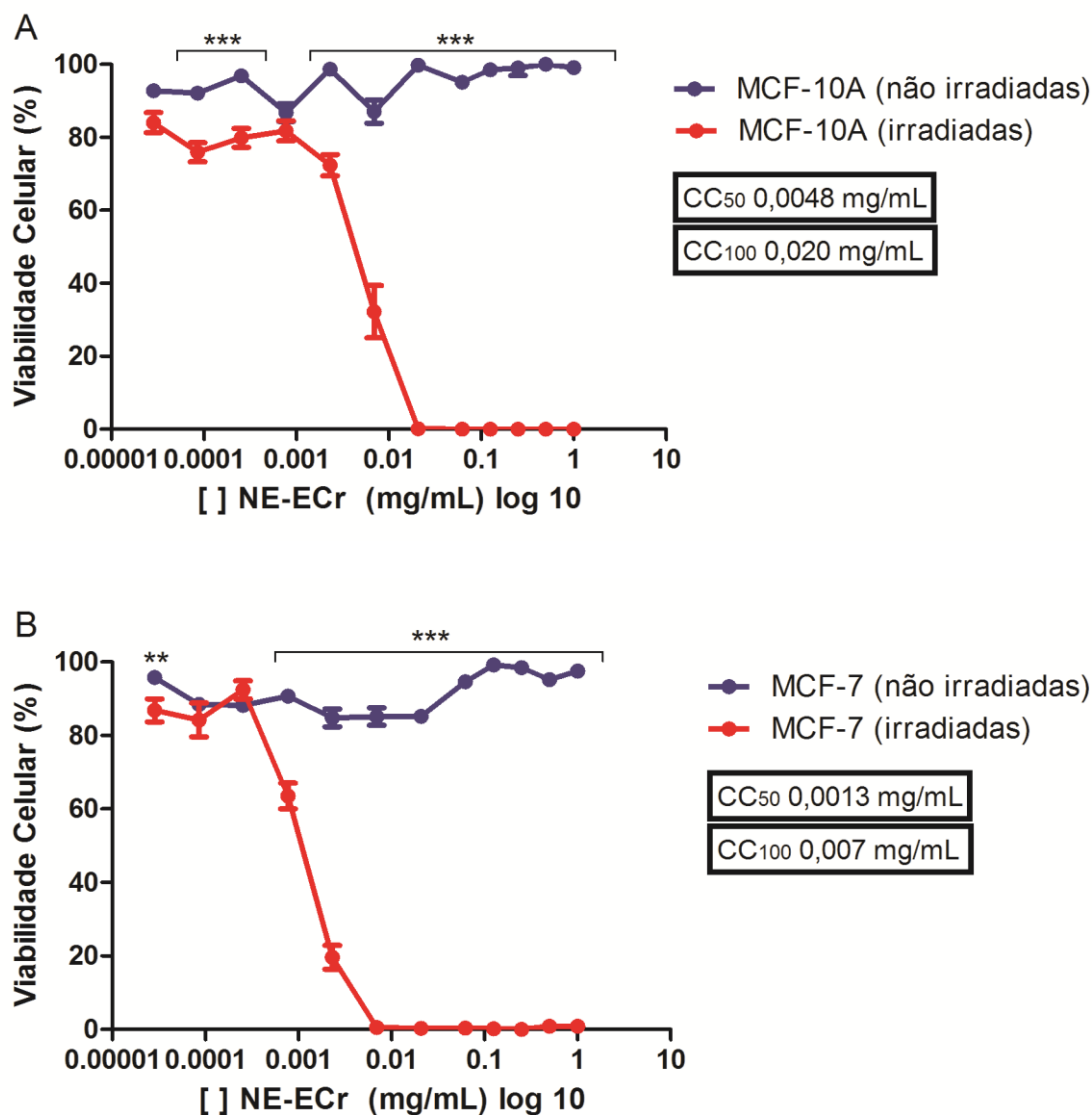 A
*** ***
100
80
60
40
20
0
Viabilidade Celular (%)
0.00001 0.0001 0.001 0.01 0.1 1 10
[ ] NE-ECr (mg/mL) log 10
MCF-10A (não irradiadas)
MCF-10A (irradiadas)
CC50 0,0048 mg/mL
CC100 0,020 mg/mL
B
** ***
100
80
60
40
20
0
Viabilidade Celular (%)
0.00001 0.0001 0.001 0.01 0.1 1 10
[ ] NE-ECr (mg/mL) log 10
MCF-7 (não irradiadas)
MCF-7 (irradiadas)
CC50 0,0013 mg/mL
CC100 0,007 mg/mL